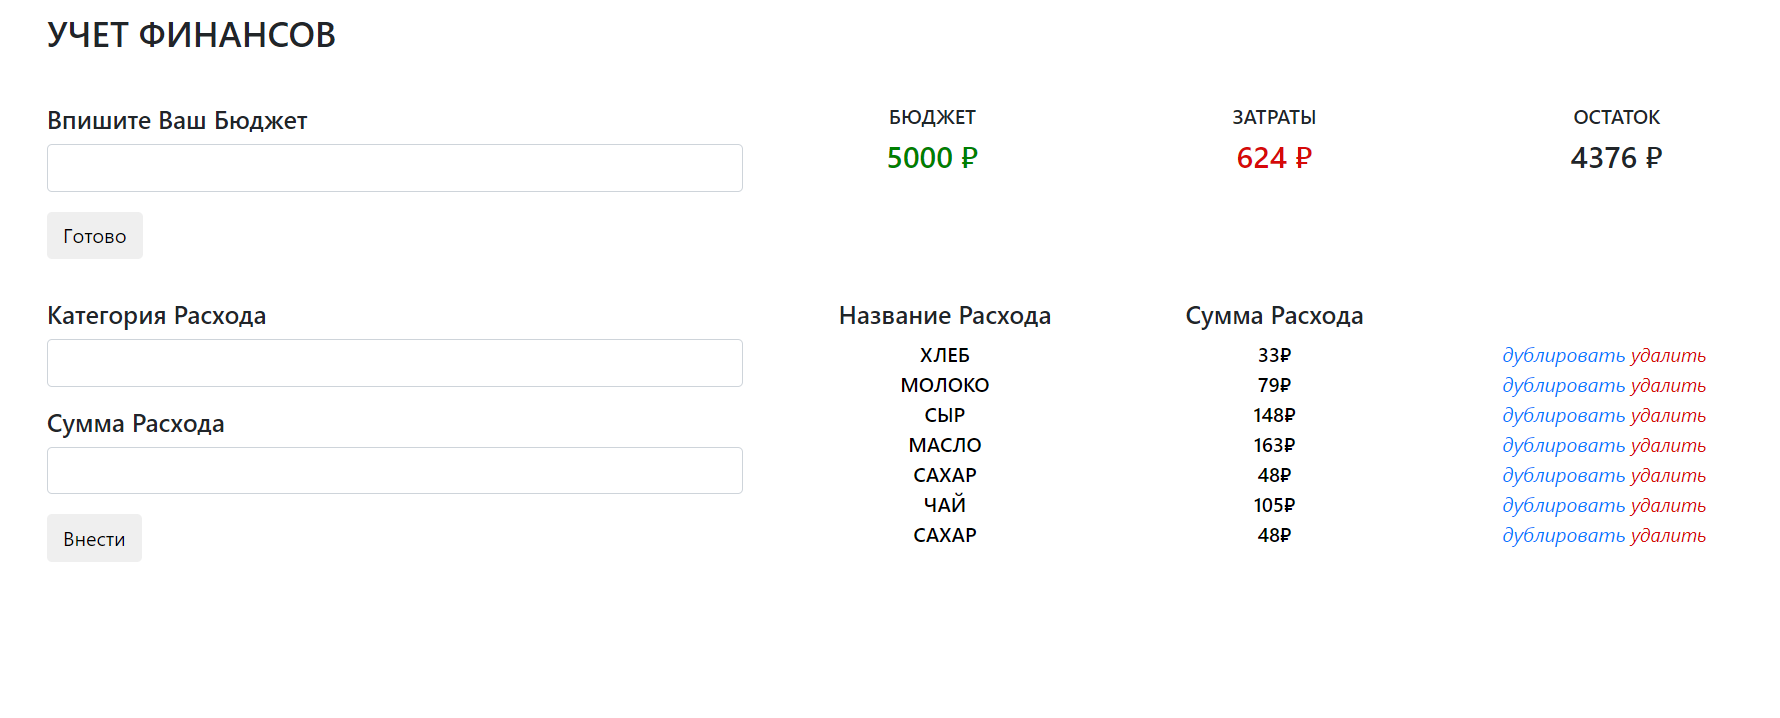 УЧЕТ ФИНАНСОВ
Впишите Ваш Бюджет
Готово
БЮДЖЕТ ЗАТРАТЫ ОСТАТОК
5000 ₽ 624 ₽ 4376 ₽
Категория Расхода
Сумма Расхода
Внести
Название Расхода Сумма Расхода
ХЛЕБ 33₽ дублировать удалить
МОЛОКО 79₽ дублировать удалить
СЫР 148₽ дублировать удалить
МАСЛО 163₽ дублировать удалить
САХАР 48₽ дублировать удалить
ЧАЙ 105₽ дублировать удалить
САХАР 48₽ дублировать удалить